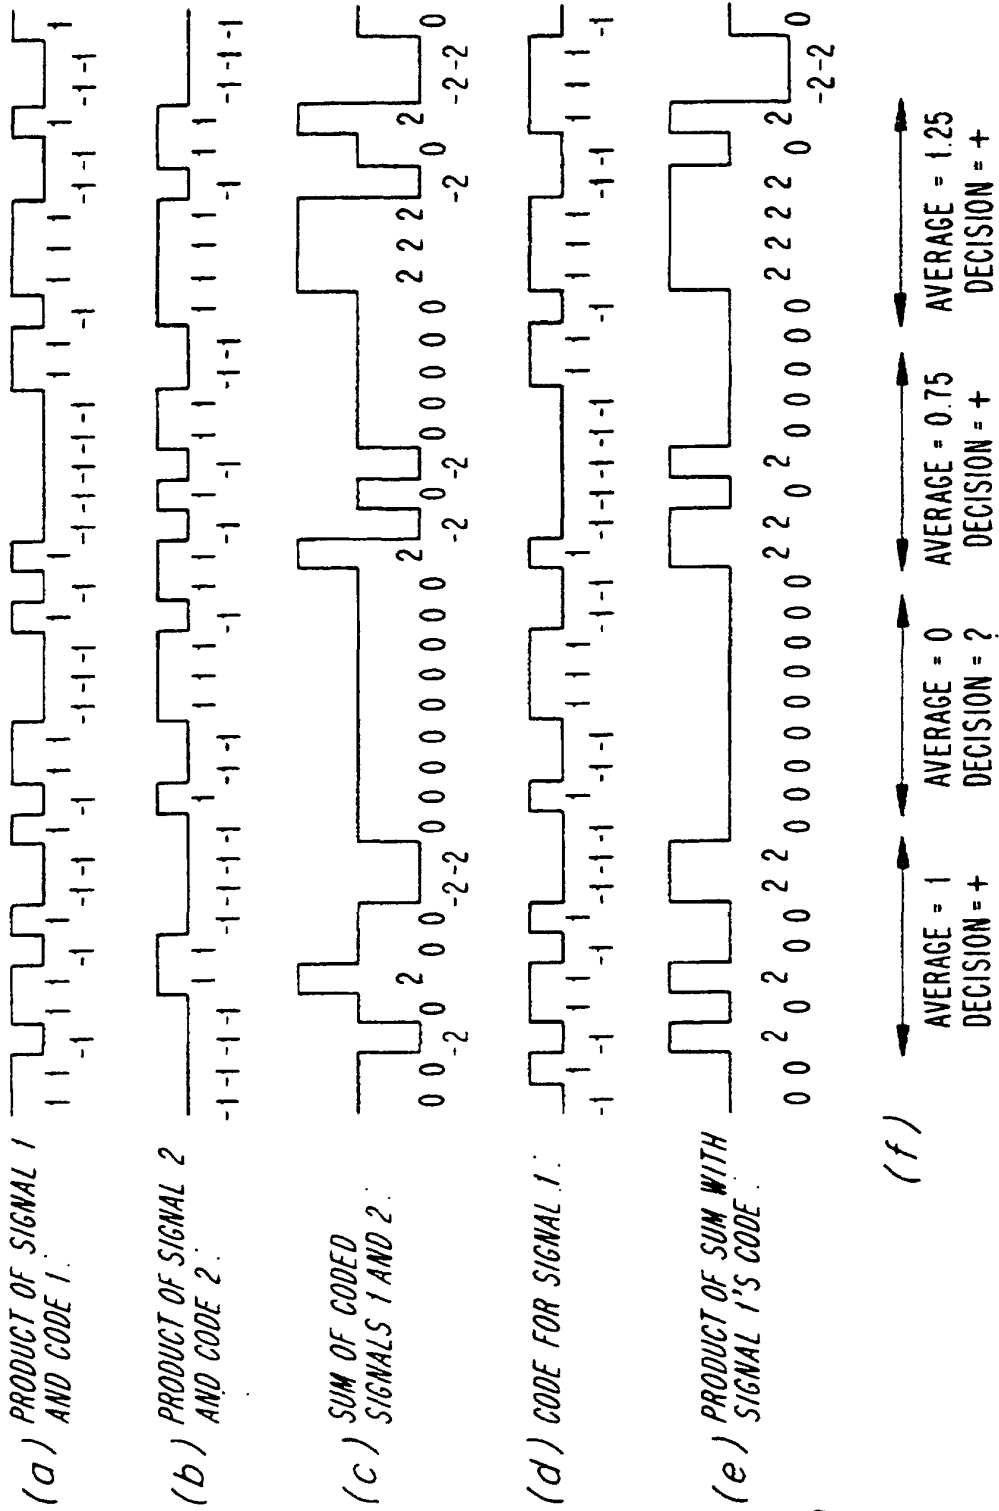 (a) PRODUCT OF SIGNAL 1
AND CODE 1.
1 1 -1 1 1 -1 1 -1 -1 1 -1 1 1 -1 -1 -1 1 -1 1 -1 -1 -1 -1 -1 1 1 -1 1 1 1 -1 -1 1 -1 -1 1
(b) PRODUCT OF SIGNAL 2
AND CODE 2.
-1 -1 -1 -1 1 1 -1 -1 -1 -1 1 -1 -1 1 1 1 -1 1 1 -1 1 -1 1 1 -1 -1 1 1 1 1 -1 1 1 -1 -1 -1
(c) SUM OF CODED
SIGNALS 1 AND 2.
0 0 -2 0 2 0 0 -2 -2 0 0 0 0 0 0 0 0 0 2 -2 0 -2 0 0 0 0 0 2 2 2 -2 0 2 -2 -2 0
(d) CODE FOR SIGNAL 1.
-1 1 -1 1 1 -1 1 -1 -1 -1 1 -1 -1 1 1 1 -1 -1 1 -1 -1 -1 -1 -1 1 1 -1 1 1 1 -1 -1 1 1 1 -1
(e) PRODUCT OF SUM WITH
SIGNAL 1'S CODE.
0 0 2 0 2 0 0 2 2 0 0 0 0 0 0 0 0 0 2 2 0 2 0 0 0 0 0 2 2 2 2 0 2 -2 -2 0
(f)
AVERAGE = 1
DECISION = +
AVERAGE = 0
DECISION = ?
AVERAGE = 0.75
DECISION = +
AVERAGE = 1.25
DECISION = +